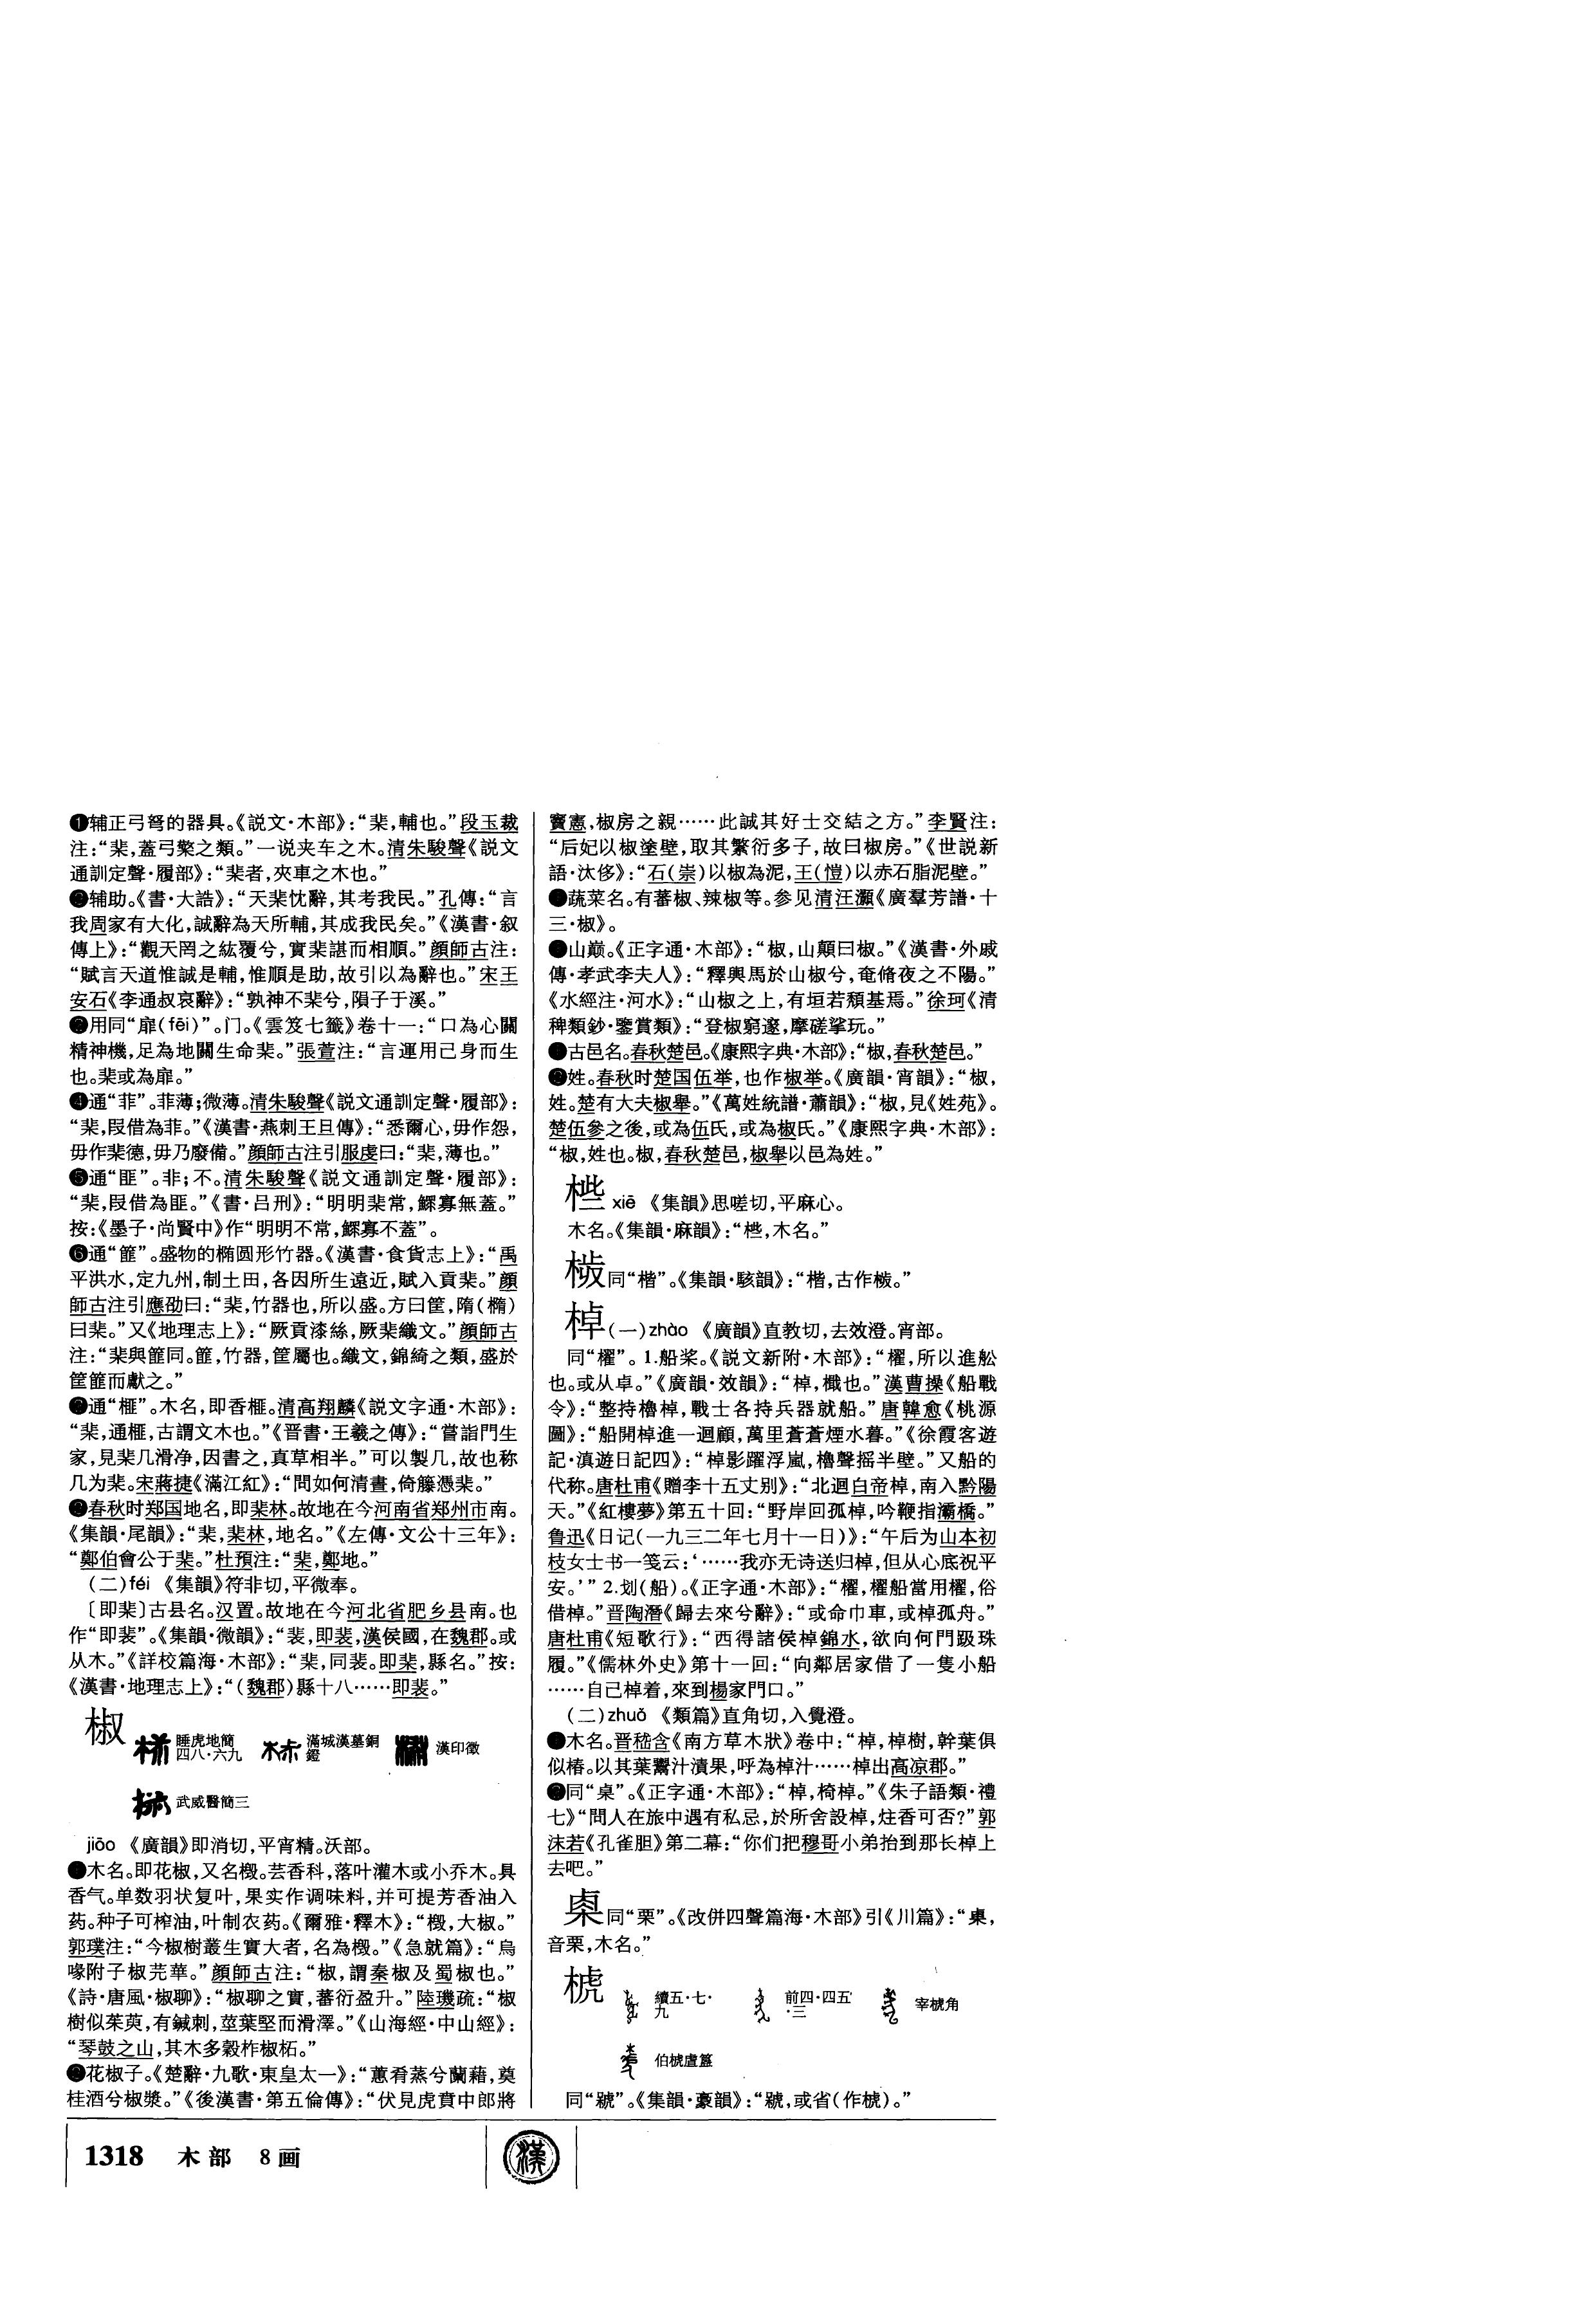 ❶辅正弓弩的器具。《説文·木部》：“棐，輔也。”段玉裁
注：“棐，蓋弓檠之類。”一说夹车之木。清朱駿聲《説文
通訓定聲·履部》：“棐者，夾車之木也。”
❷辅助。《書·大誥》：“天棐忱辭，其考我民。”孔傳：“言
我周家有大化，誠辭為天所輔，其成我民矣。”《漢書·叙
傳上》：“觀天罔之紘覆兮，實棐諶而相順。”顔師古注：
“賦言天道惟誠是輔，惟順是助，故引以為辭也。”宋王
安石《李通叔哀辭》：“孰神不棐兮，隕子于溪。”
❸用同“扉(fēi)”。门。《雲笈七籤》卷十一：“口為心關
精神機，足為地關生命棐。”張萱注：“言運用己身而生
也。棐或為扉。”
❹通“菲”。菲薄；微薄。清朱駿聲《説文通訓定聲·履部》：
“棐，叚借為菲。”《漢書·燕刺王旦傳》：“悉爾心，毋作怨，
毋作棐德，毋乃廢備。”顔師古注引服虔曰：“棐，薄也。”
❺通“匪”。非；不。清朱駿聲《説文通訓定聲·履部》：
“棐，叚借為匪。”《書·吕刑》：“明明棐常，鰥寡無蓋。”
按：《墨子·尚賢中》作“明明不常，鰥寡不蓋”。
❻通“篚”。盛物的椭圆形竹器。《漢書·食貨志上》：“禹
平洪水，定九州，制土田，各因所生遠近，賦入貢棐。”顔
師古注引應劭曰：“棐，竹器也，所以盛。方曰筐，隋(橢)
曰棐。”又《地理志上》：“厥貢漆絲，厥棐織文。”顔師古
注：“棐與篚同。篚，竹器，筐屬也。織文，錦綺之類，盛於
筐篚而獻之。”
❼通“榧”。木名，即香榧。清高翔麟《説文字通·木部》：
“棐，通榧，古謂文木也。”《晋書·王羲之傳》：“嘗詣門生
家，見棐几滑净，因書之，真草相半。”可以製几，故也称
几为棐。宋蔣捷《滿江紅》：“問如何清晝，倚籐憑棐。”
❽春秋时郑国地名，即棐林。故地在今河南省郑州市南。
《集韻·尾韻》：“棐，棐林，地名。”《左傳·文公十三年》：
“鄭伯會公于棐。”杜預注：“棐，鄭地。”
(二)féi 《集韻》符非切，平微奉。
〔即棐〕古县名。汉置。故地在今河北省肥乡县南。也
作“即裴”。《集韻·微韻》：“裴，即裴，漢侯國，在魏郡。或
从木。”《詳校篇海·木部》：“棐，同裴。即棐，縣名。”按：
《漢書·地理志上》：“(魏郡)縣十八……即裴。”
椒 睡虎地簡四八·六九 滿城漢墓銅鐙 漢印徵
武威醫簡三
jiāo 《廣韻》即消切，平宵精。沃部。
❶木名。即花椒，又名檓。芸香科，落叶灌木或小乔木。具
香气。单数羽状复叶，果实作调味料，并可提芳香油入
药。种子可榨油，叶制农药。《爾雅·釋木》：“檓，大椒。”
郭璞注：“今椒樹叢生實大者，名為檓。”《急就篇》：“烏
喙附子椒芫華。”顔師古注：“椒，謂秦椒及蜀椒也。”
《詩·唐風·椒聊》：“椒聊之實，蕃衍盈升。”陸璣疏：“椒
樹似茱萸，有鍼刺，莖葉堅而滑澤。”《山海經·中山經》：
“琴鼓之山，其木多穀柞椒柘。”
❷花椒子。《楚辭·九歌·東皇太一》：“蕙肴蒸兮蘭藉，奠
桂酒兮椒漿。”《後漢書·第五倫傳》：“伏見虎賁中郎將
竇憲，椒房之親……此誠其好士交結之方。”李賢注：
“后妃以椒塗壁，取其繁衍多子，故曰椒房。”《世説新
語·汰侈》：“石(崇)以椒為泥，王(愷)以赤石脂泥壁。”
❸蔬菜名。有蕃椒、辣椒等。参见清汪灝《廣羣芳譜·十
三·椒》。
❹山巅。《正字通·木部》：“椒，山顛曰椒。”《漢書·外戚
傳·孝武李夫人》：“釋輿馬於山椒兮，奄脩夜之不陽。”
《水經注·河水》：“山椒之上，有垣若頽基焉。”徐珂《清
稗類鈔·鑒賞類》：“登椒窮邃，摩磋挲玩。”
❺古邑名。春秋楚邑。《康熙字典·木部》：“椒，春秋楚邑。”
❻姓。春秋时楚国伍举，也作椒举。《廣韻·宵韻》：“椒，
姓。楚有大夫椒舉。”《萬姓統譜·蕭韻》：“椒，見《姓苑》。
楚伍參之後，或為伍氏，或為椒氏。”《康熙字典·木部》：
“椒，姓也。椒，春秋楚邑，椒舉以邑為姓。”
㭨 xiē 《集韻》思嗟切，平麻心。
木名。《集韻·麻韻》：“㭨，木名。”
同“楷”。《集韻·駭韻》：“楷，古作
棹(一)zhào 《廣韻》直教切，去效澄。宵部。
同“櫂”。1.船桨。《説文新附·木部》：“櫂，所以進舩
也。或从卓。”《廣韻·效韻》：“棹，檝也。”漢曹操《船戰
令》：“整持櫓棹，戰士各持兵器就船。”唐韓愈《桃源
圖》：“船開棹進一迴顧，萬里蒼蒼煙水暮。”《徐霞客遊
記·滇遊日記四》：“棹影躍浮嵐，櫓聲摇半壁。”又船的
代称。唐杜甫《贈李十五丈别》：“北迴白帝棹，南入黔陽
天。”《紅樓夢》第五十回：“野岸回孤棹，吟鞭指灞橋。”
鲁迅《日记(一九三二年七月十一日)》：“午后为山本初
枝女士书一笺云：‘……我亦无诗送归棹，但从心底祝平
安。’” 2.划(船)。《正字通·木部》：“櫂，櫂船當用櫂，俗
借棹。”晋陶潛《歸去來兮辭》：“或命巾車，或棹孤舟。”
唐杜甫《短歌行》：“西得諸侯棹錦水，欲向何門趿珠
履。”《儒林外史》第十一回：“向鄰居家借了一隻小船
……自己棹着，來到楊家門口。”
(二)zhuō 《類篇》直角切，入覺澄。
❶木名。晋嵇含《南方草木狀》卷中：“棹，棹樹，幹葉俱
似椿。以其葉鬻汁漬果，呼為棹汁……棹出高凉郡。”
❷同“桌”。《正字通·木部》：“棹，椅棹。”《朱子語類·禮
七》“問人在旅中遇有私忌，於所舍設棹，炷香可否？”郭
沫若《孔雀胆》第二幕：“你们把穆哥小弟抬到那长棹上
去吧。”
同“栗”。《改併四聲篇海·木部》引《川篇》：
音栗，木名。”
椃 續五·七·九 前四·四五·三 宰椃角
伯椃盧簋
同“號”。《集韻·豪韻》：“號，或省(作椃)。”
1318 木部 8画 漢